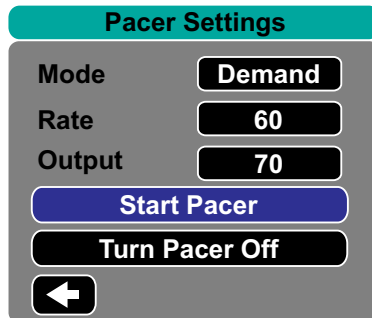 Pacer Settings
Mode Demand
Rate 60
Output 70
Start Pacer
Turn Pacer Off